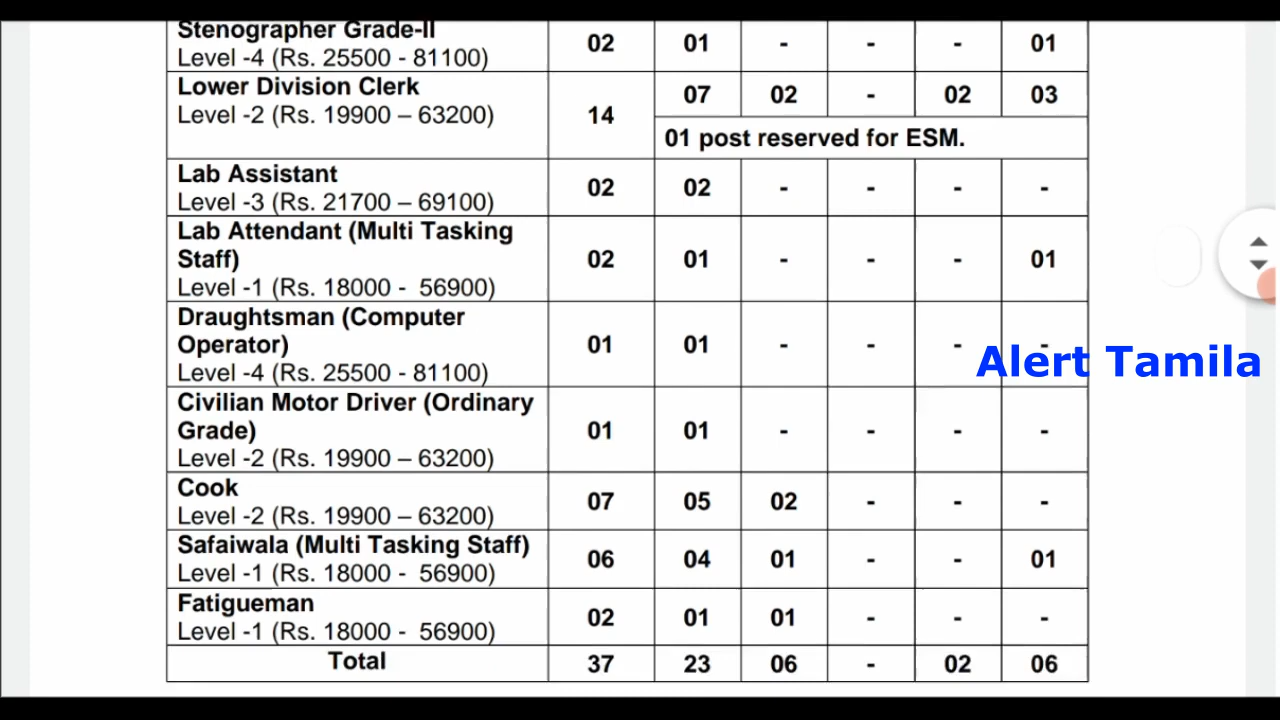 Stenographer Grade-II
Level -4 (Rs. 25500 - 81100) 02 01 - - - 01
Lower Division Clerk
Level -2 (Rs. 19900 – 63200) 14 07 02 - 02 03
01 post reserved for ESM.
Lab Assistant
Level -3 (Rs. 21700 – 69100) 02 02 - - - -
Lab Attendant (Multi Tasking
Staff) 02 01 - - - 01
Level -1 (Rs. 18000 - 56900)
Draughtsman (Computer
Operator) 01 01 - - - -
Level -4 (Rs. 25500 - 81100)
Alert Tamila
Civilian Motor Driver (Ordinary
Grade) 01 01 - - - -
Level -2 (Rs. 19900 – 63200)
Cook
Level -2 (Rs. 19900 – 63200) 07 05 02 - - -
Safaiwala (Multi Tasking Staff)
Level -1 (Rs. 18000 - 56900) 06 04 01 - - 01
Fatigueman
Level -1 (Rs. 18000 - 56900) 02 01 01 - - -
Total 37 23 06 - 02 06